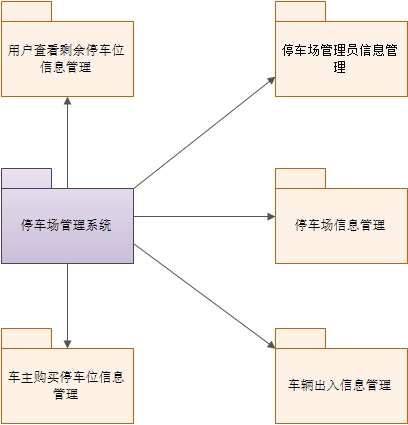 用户查看剩余停车位
信息管理
停车场管理员信息管
理
停车场管理系统
停车场信息管理
车主购买停车位信息
管理
车辆出入信息管理